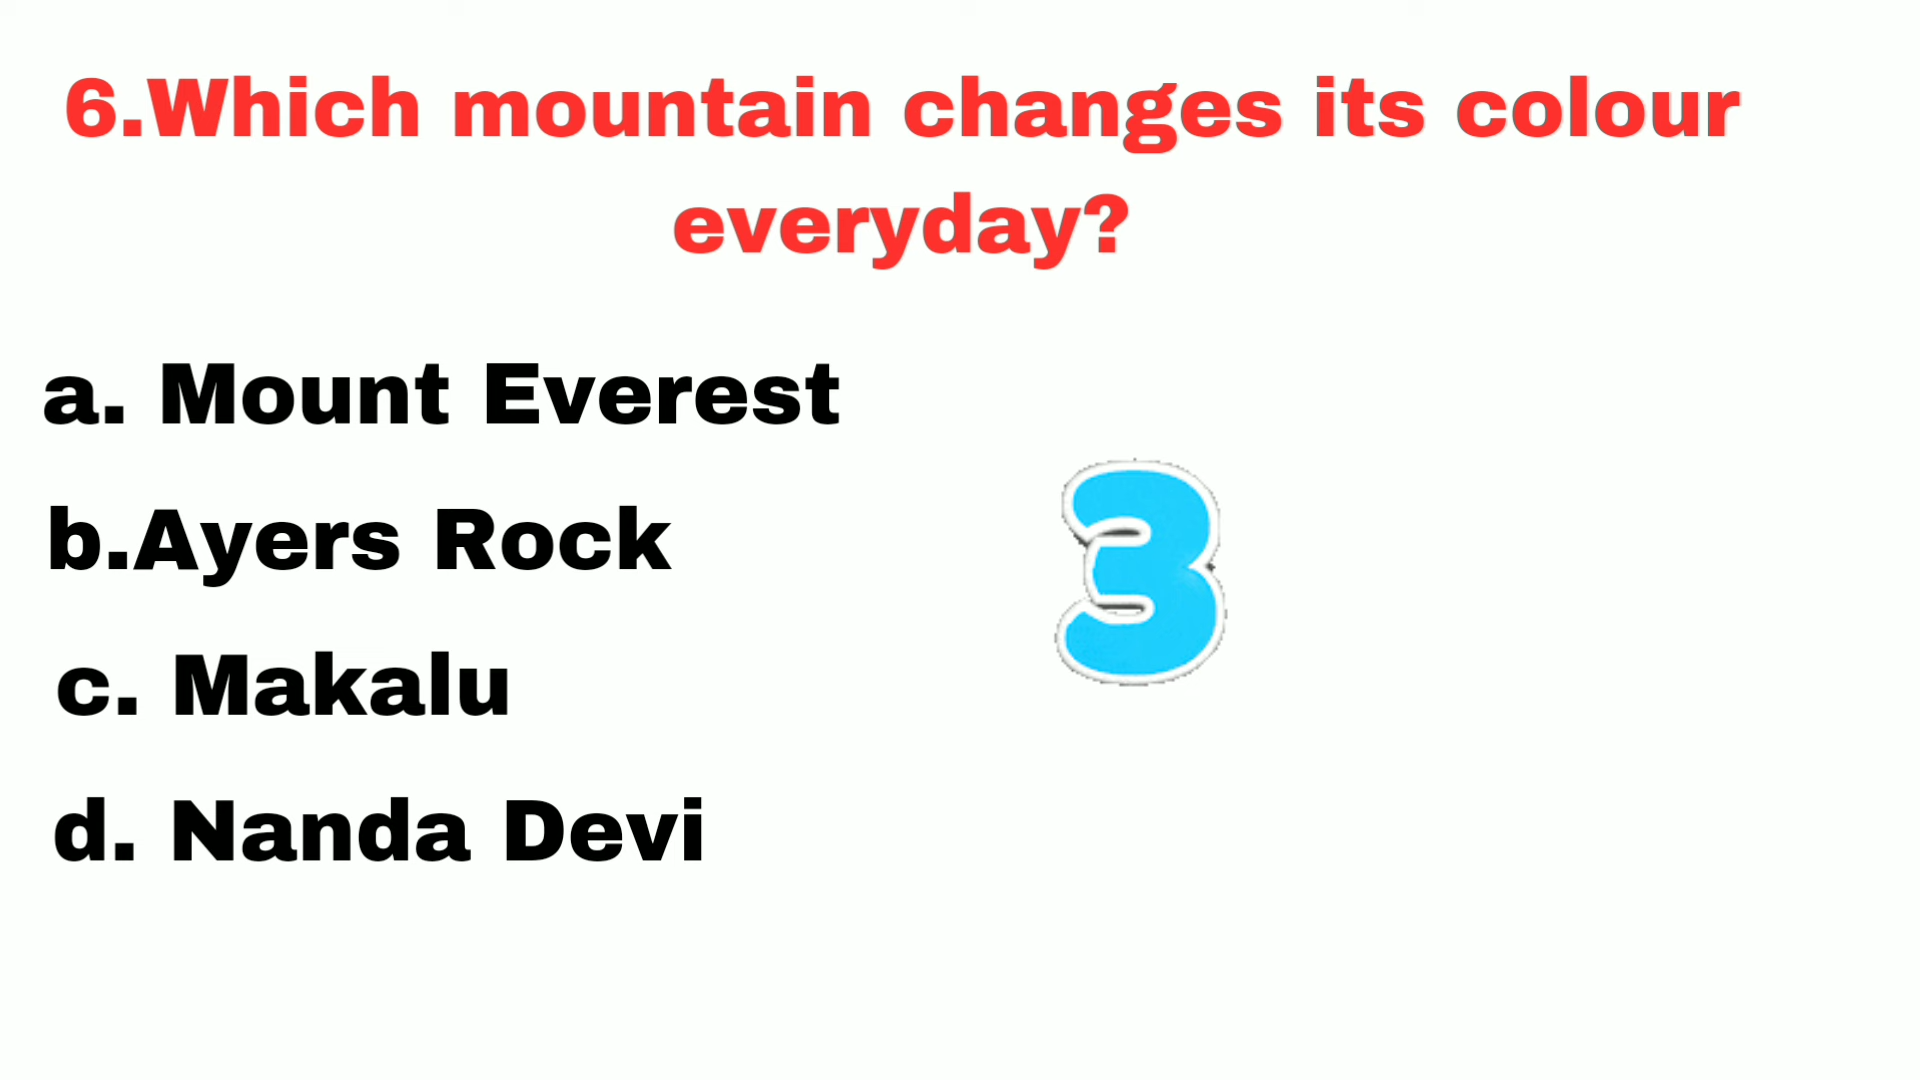 6.Which mountain changes its colour
everyday?
a. Mount Everest
b.Ayers Rock
3
c. Makalu
d. Nanda Devi